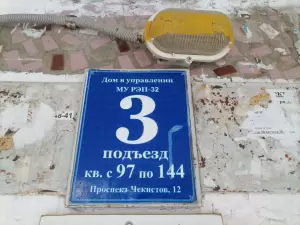 Дом в управлении
МУ РЭП-32
3
подъезд
кв. с 97 по 144
Проспект Чекистов, 12